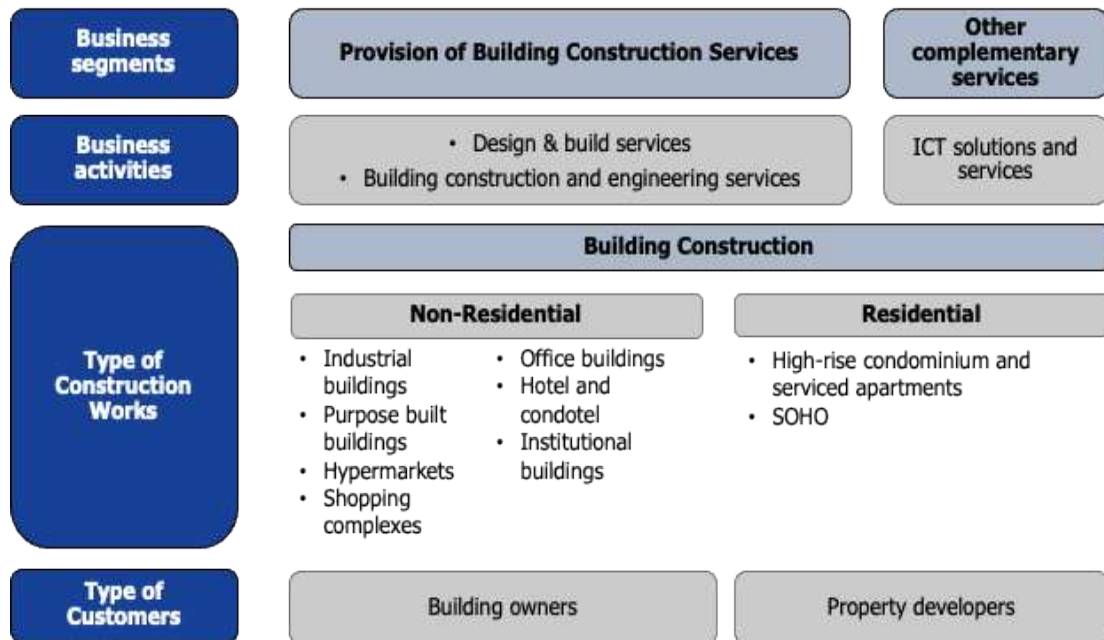 Business
segments
Provision of Building Construction Services
Other
complementary
services
Business
activities
• Design & build services
• Building construction and engineering services
ICT solutions and
services
Type of
Construction
Works
Building Construction
Non-Residential
• Industrial
buildings
• Purpose built
buildings
• Hypermarkets
• Shopping
complexes
• Office buildings
• Hotel and
condotel
• Institutional
buildings
Residential
• High-rise condominium and
serviced apartments
• SOHO
Type of
Customers
Building owners
Property developers